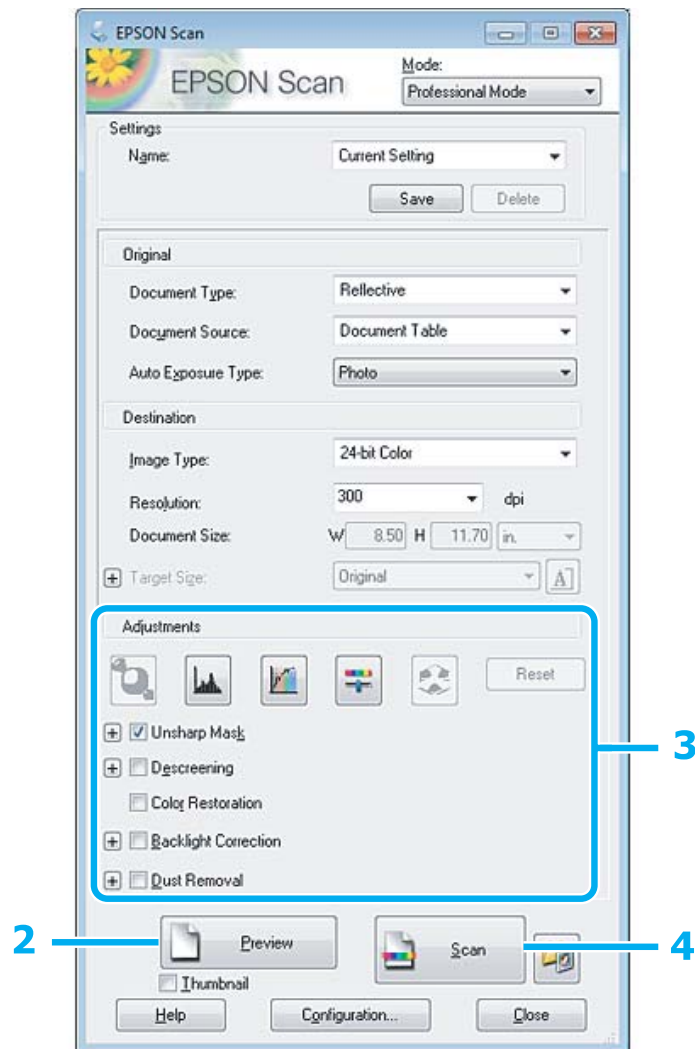 EPSON Scan
EPSON Scan
Mode:
Professional Mode
Settings
Name: Current Setting
Save Delete
Original
Document Type: Reflective
Document Source: Document Table
Auto Exposure Type: Photo
Destination
Image Type: 24-bit Color
Resolution: 300 dpi
Document Size: W 8.50 H 11.70 in.
Target Size: Original A
Adjustments
Reset
Unsharp Mask
3
Descreening
Color Restoration
Backlight Correction
Dust Removal
2 Preview Scan 4
Thumbnail
Help Configuration... Close